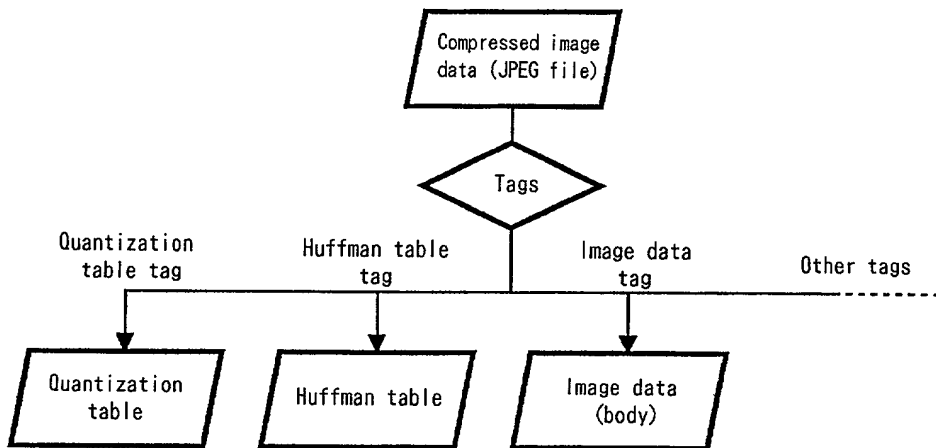 Compressed image
data (JPEG file)
Tags
Quantization
table tag
Huffman table
tag
Image data
tag
Other tags
Quantization
table
Huffman table
Image data
(body)